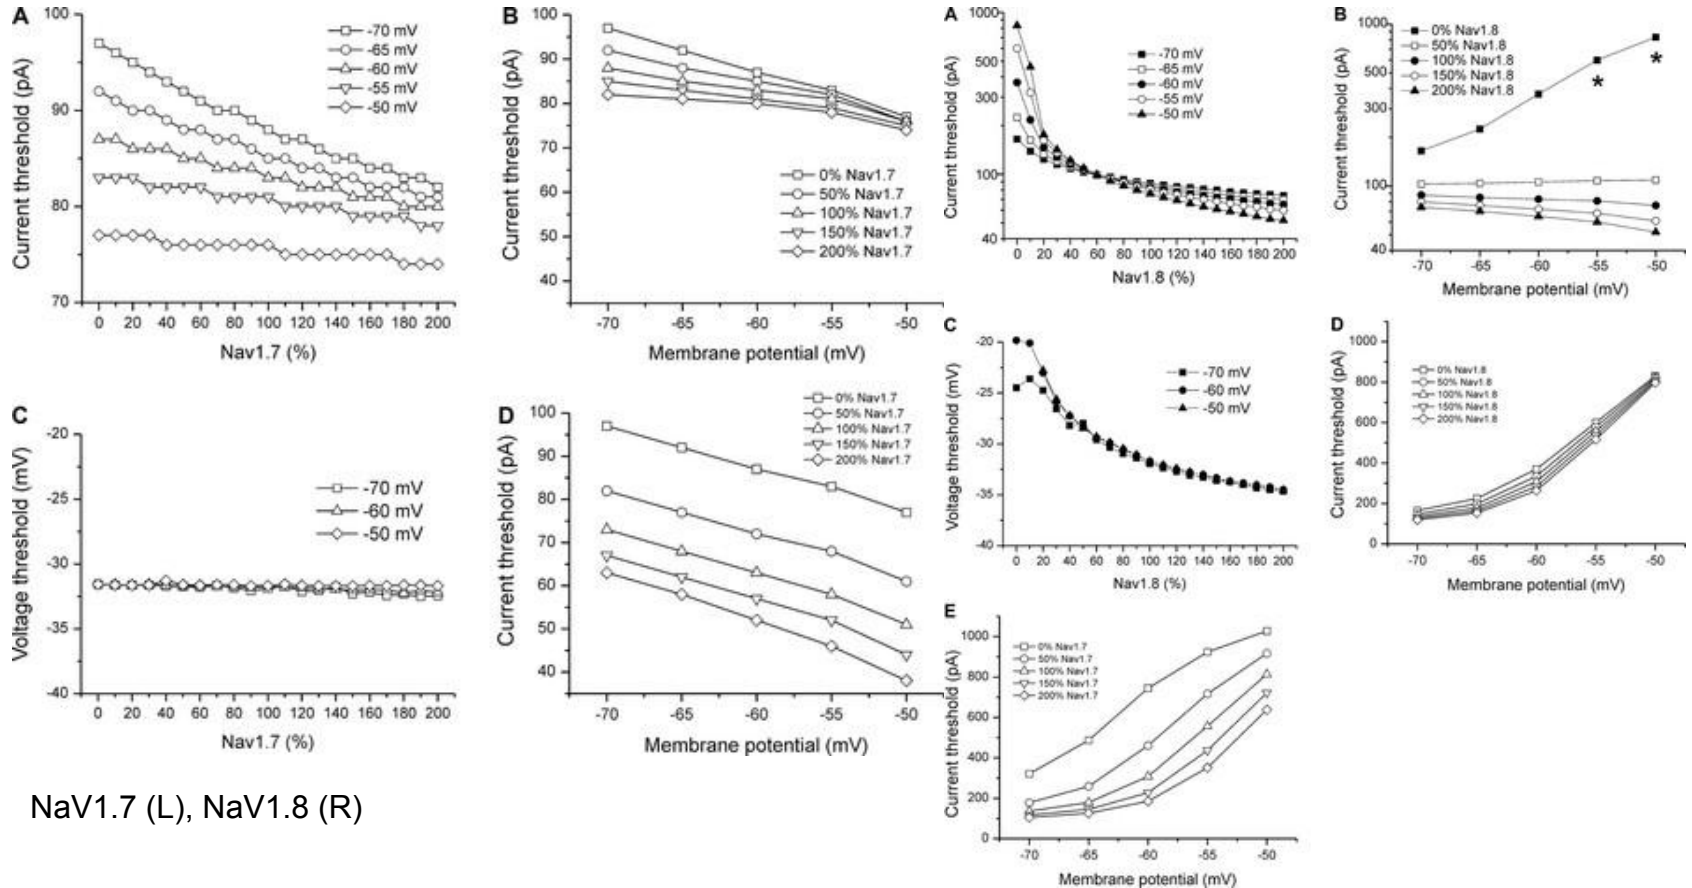 A
100
90
80
70
0 20 40 60 80 100 120 140 160 180 200
Current threshold (pA)
Nav1.7 (%)
-70 mV
-65 mV
-60 mV
-55 mV
-50 mV
B
100
90
80
70
60
50
40
-70 -65 -60 -55 -50
Current threshold (pA)
Membrane potential (mV)
0% Nav1.7
50% Nav1.7
100% Nav1.7
150% Nav1.7
200% Nav1.7
A
1000
500
300
100
40
0 20 40 60 80 100 120 140 160 180 200
Current threshold (pA)
Nav1.8 (%)
-70 mV
-65 mV
-60 mV
-55 mV
-50 mV
B
1000
500
300
100
40
-70 -65 -60 -55 -50
Current threshold (pA)
Membrane potential (mV)
0% Nav1.8
50% Nav1.8
100% Nav1.8
150% Nav1.8
200% Nav1.8
*
*
C
-20
-25
-30
-35
-40
0 20 40 60 80 100 120 140 160 180 200
Voltage threshold (mV)
Nav1.7 (%)
-70 mV
-60 mV
-50 mV
D
100
90
80
70
60
50
40
-70 -65 -60 -55 -50
Current threshold (pA)
Membrane potential (mV)
0% Nav1.7
50% Nav1.7
100% Nav1.7
150% Nav1.7
200% Nav1.7
C
-20
-25
-30
-35
-40
0 20 40 60 80 100 120 140 160 180 200
Voltage threshold (mV)
Nav1.8 (%)
-70 mV
-60 mV
-50 mV
D
1000
800
600
400
200
0
-70 -65 -60 -55 -50
Current threshold (pA)
Membrane potential (mV)
0% Nav1.8
50% Nav1.8
100% Nav1.8
150% Nav1.8
200% Nav1.8
E
1000
800
600
400
200
0
-70 -65 -60 -55 -50
Current threshold (pA)
Membrane potential (mV)
0% Nav1.7
50% Nav1.7
100% Nav1.7
150% Nav1.7
200% Nav1.7
NaV1.7 (L), NaV1.8 (R)